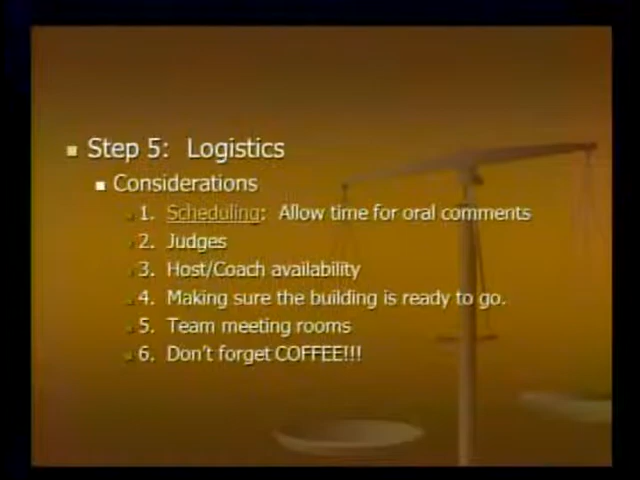 Step 5: Logistics
Considerations
1. Scheduling: Allow time for oral comments
2. Judges
3. Host/Coach availability
4. Making sure the building is ready to go.
5. Team meeting rooms
6. Don't forget COFFEE!!!